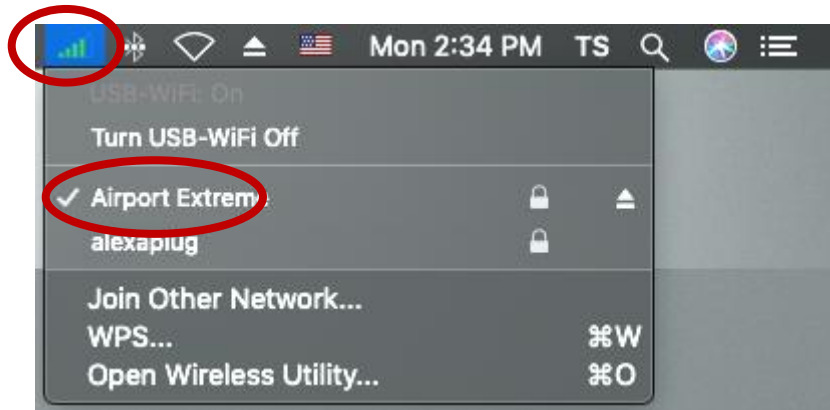 Mon 2:34 PM TS
USB-WiFi: On
Turn USB-WiFi Off
Airport Extreme
alexaplug
Join Other Network...
WPS... ⌘W
Open Wireless Utility... ⌘O